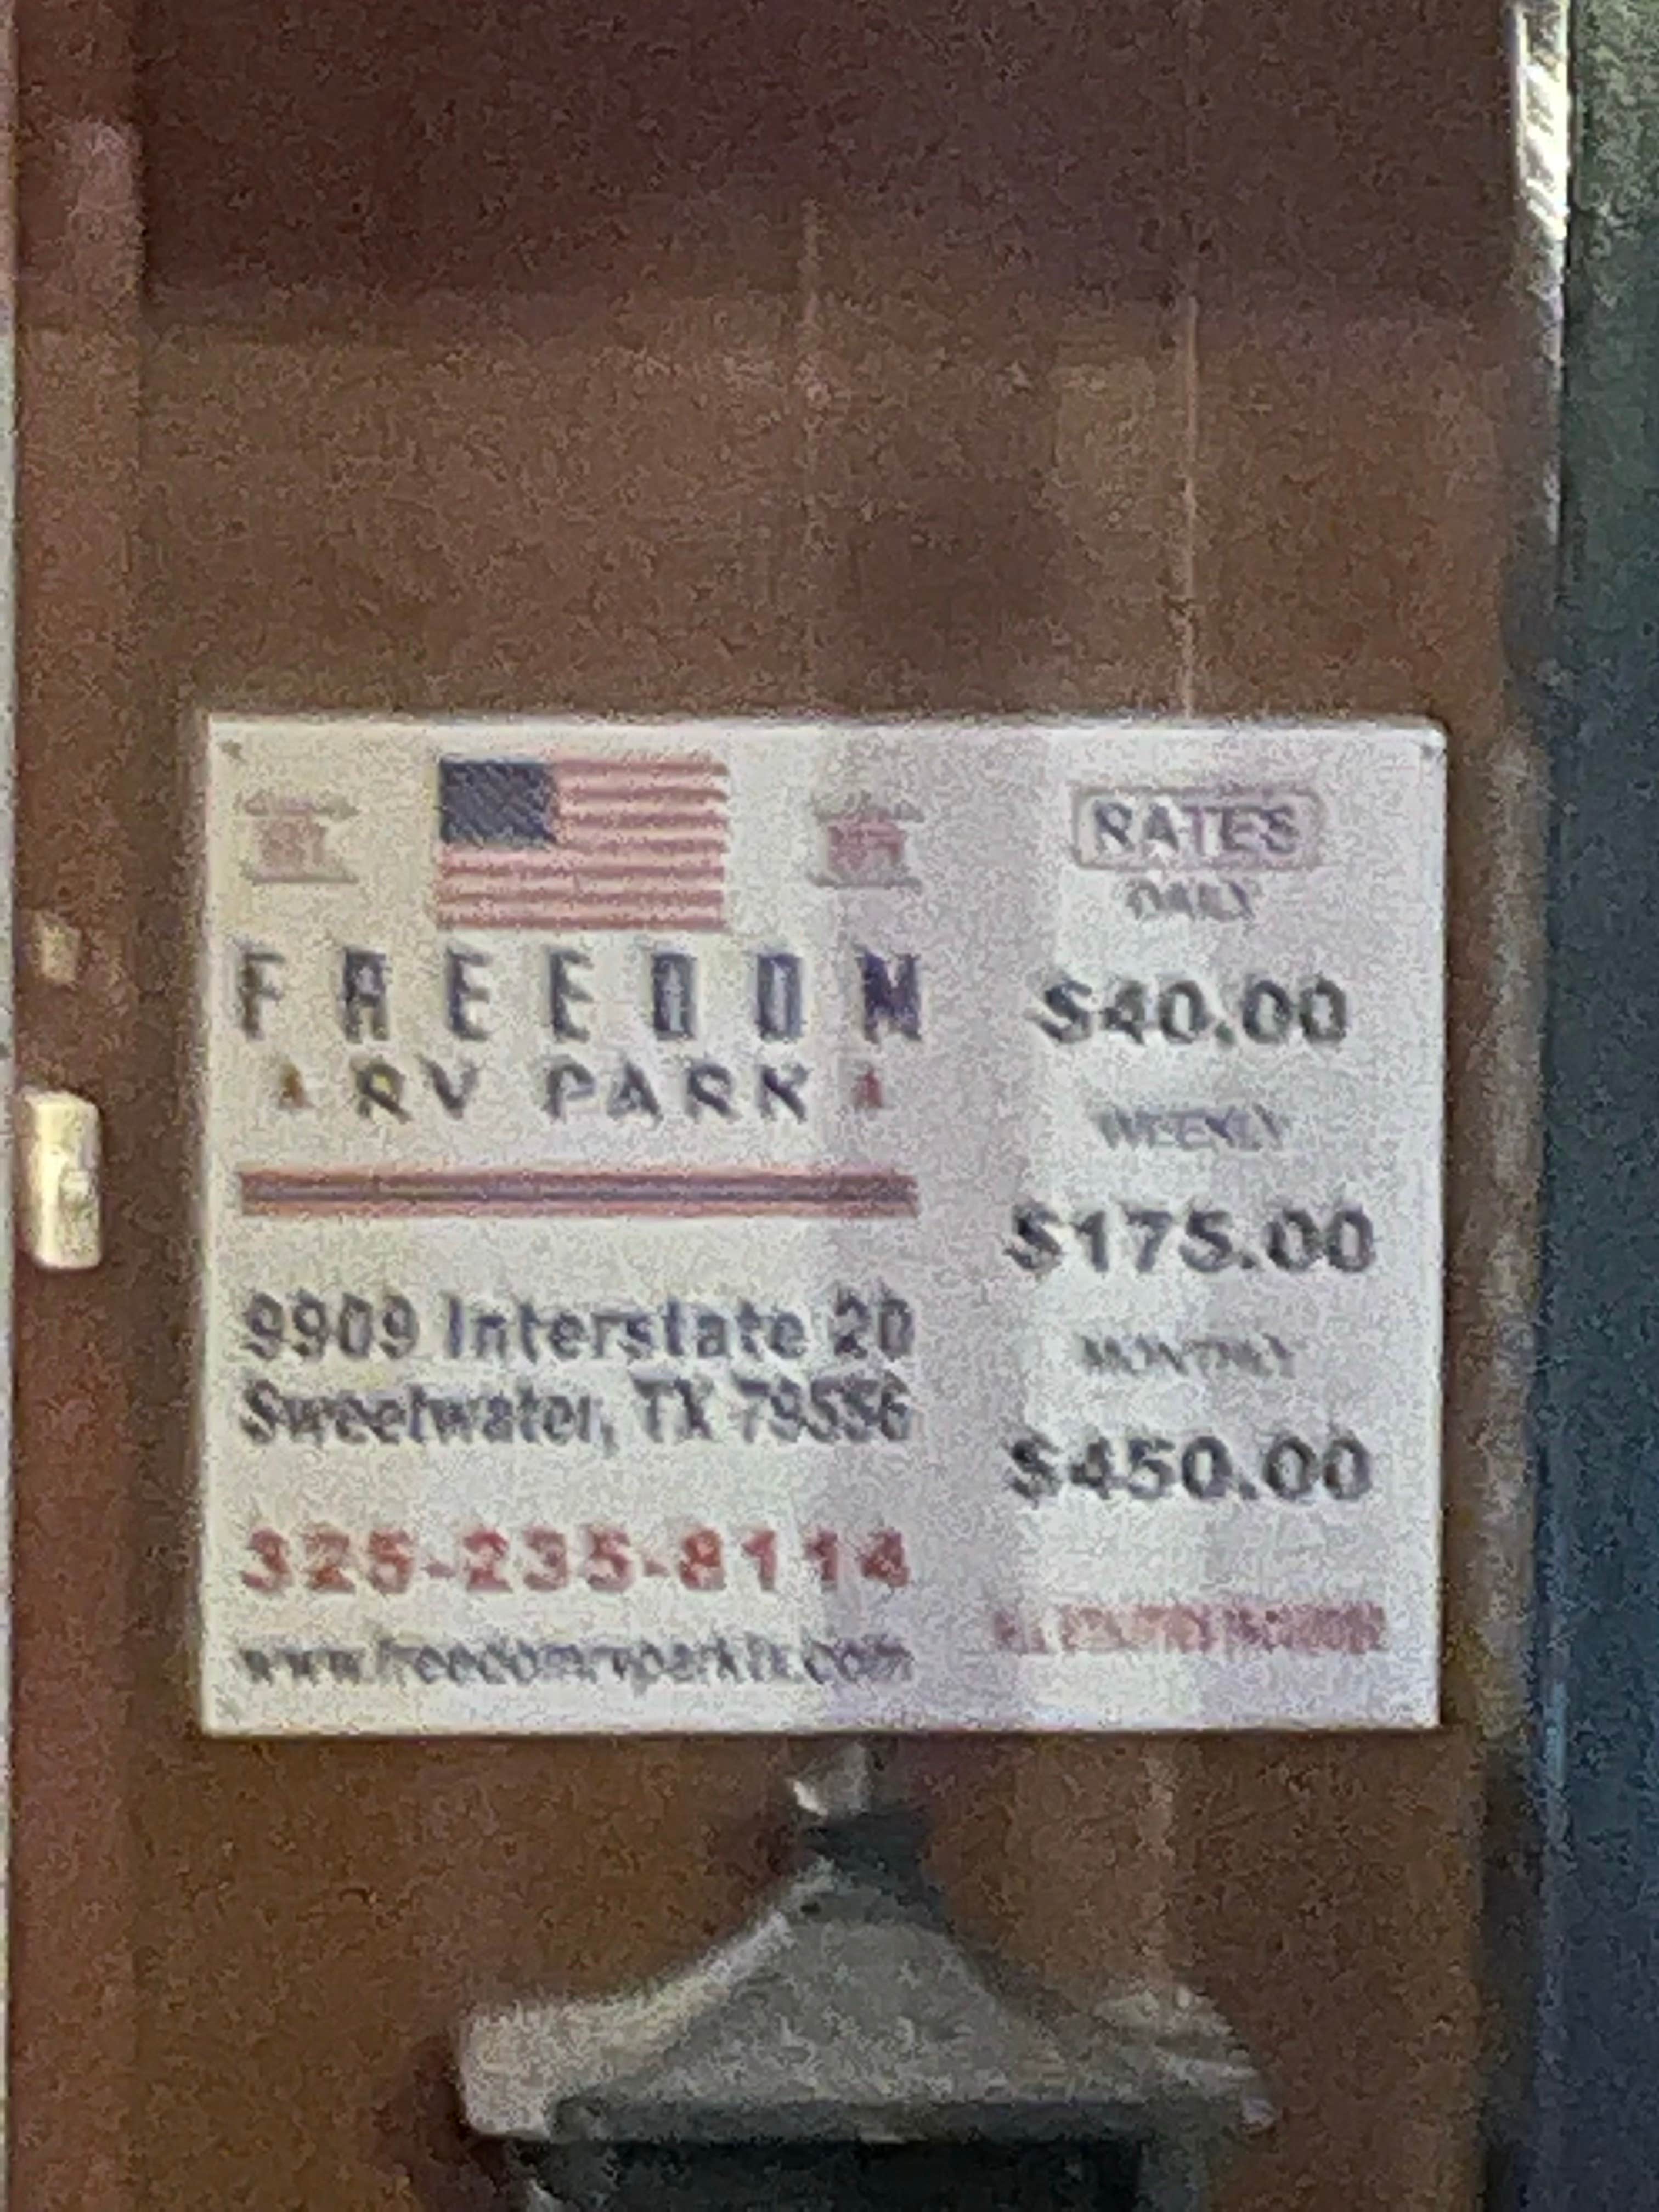 FREEDOM
RV PARK
9909 Interstate 20
Sweetwater, TX 79556
325-235-8114
www.freedomrvparktx.com
RATES
DAILY
$40.00
WEEKLY
$175.00
MONTHLY
$450.00